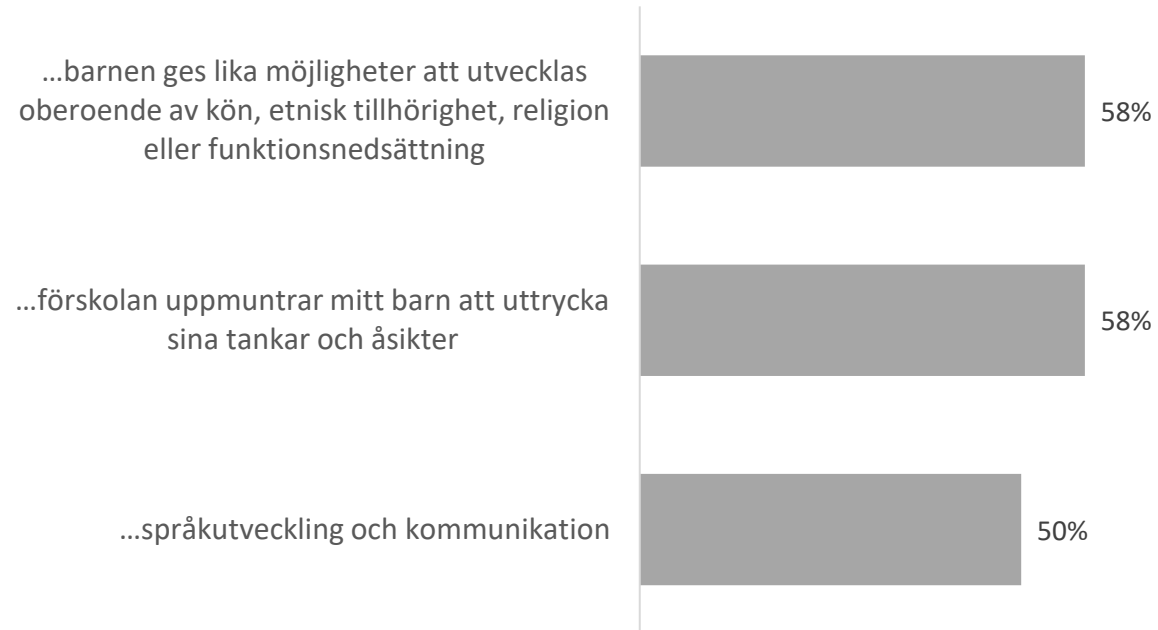 ...barnen ges lika möjligheter att utvecklas
oberoende av kön, etnisk tillhörighet, religion
eller funktionsnedsättning
58%
...förskolan uppmuntrar mitt barn att uttrycka
sina tankar och åsikter
58%
...språkutveckling och kommunikation
50%